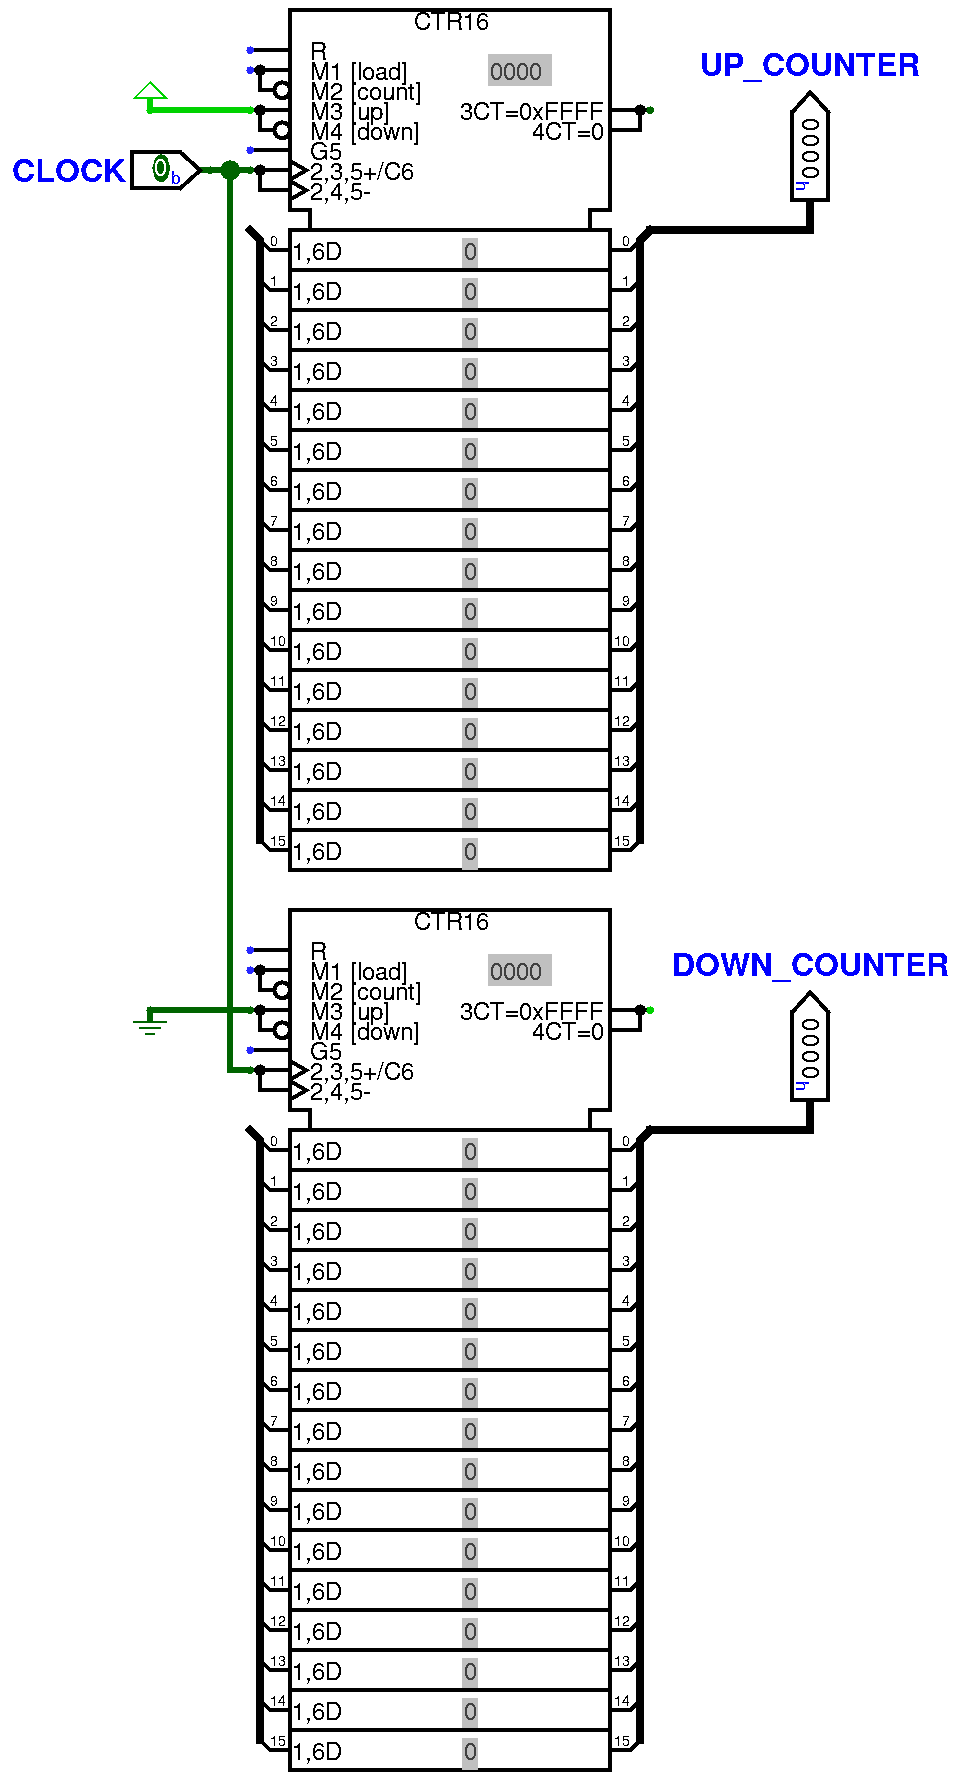 CTR16
R
M1 [load]
0000
M2 [count]
M3 [up]
3CT=0xFFFF
M4 [down]
4CT=0
G5
2,3,5+/C6
2,4,5-
UP_COUNTER
0000h
CLOCK
0b
0 1,6D 0 0
1 1,6D 0 1
2 1,6D 0 2
3 1,6D 0 3
4 1,6D 0 4
5 1,6D 0 5
6 1,6D 0 6
7 1,6D 0 7
8 1,6D 0 8
9 1,6D 0 9
10 1,6D 0 10
11 1,6D 0 11
12 1,6D 0 12
13 1,6D 0 13
14 1,6D 0 14
15 1,6D 0 15
CTR16
R
M1 [load]
0000
M2 [count]
M3 [up]
3CT=0xFFFF
M4 [down]
4CT=0
G5
2,3,5+/C6
2,4,5-
DOWN_COUNTER
0000h
0 1,6D 0 0
1 1,6D 0 1
2 1,6D 0 2
3 1,6D 0 3
4 1,6D 0 4
5 1,6D 0 5
6 1,6D 0 6
7 1,6D 0 7
8 1,6D 0 8
9 1,6D 0 9
10 1,6D 0 10
11 1,6D 0 11
12 1,6D 0 12
13 1,6D 0 13
14 1,6D 0 14
15 1,6D 0 15